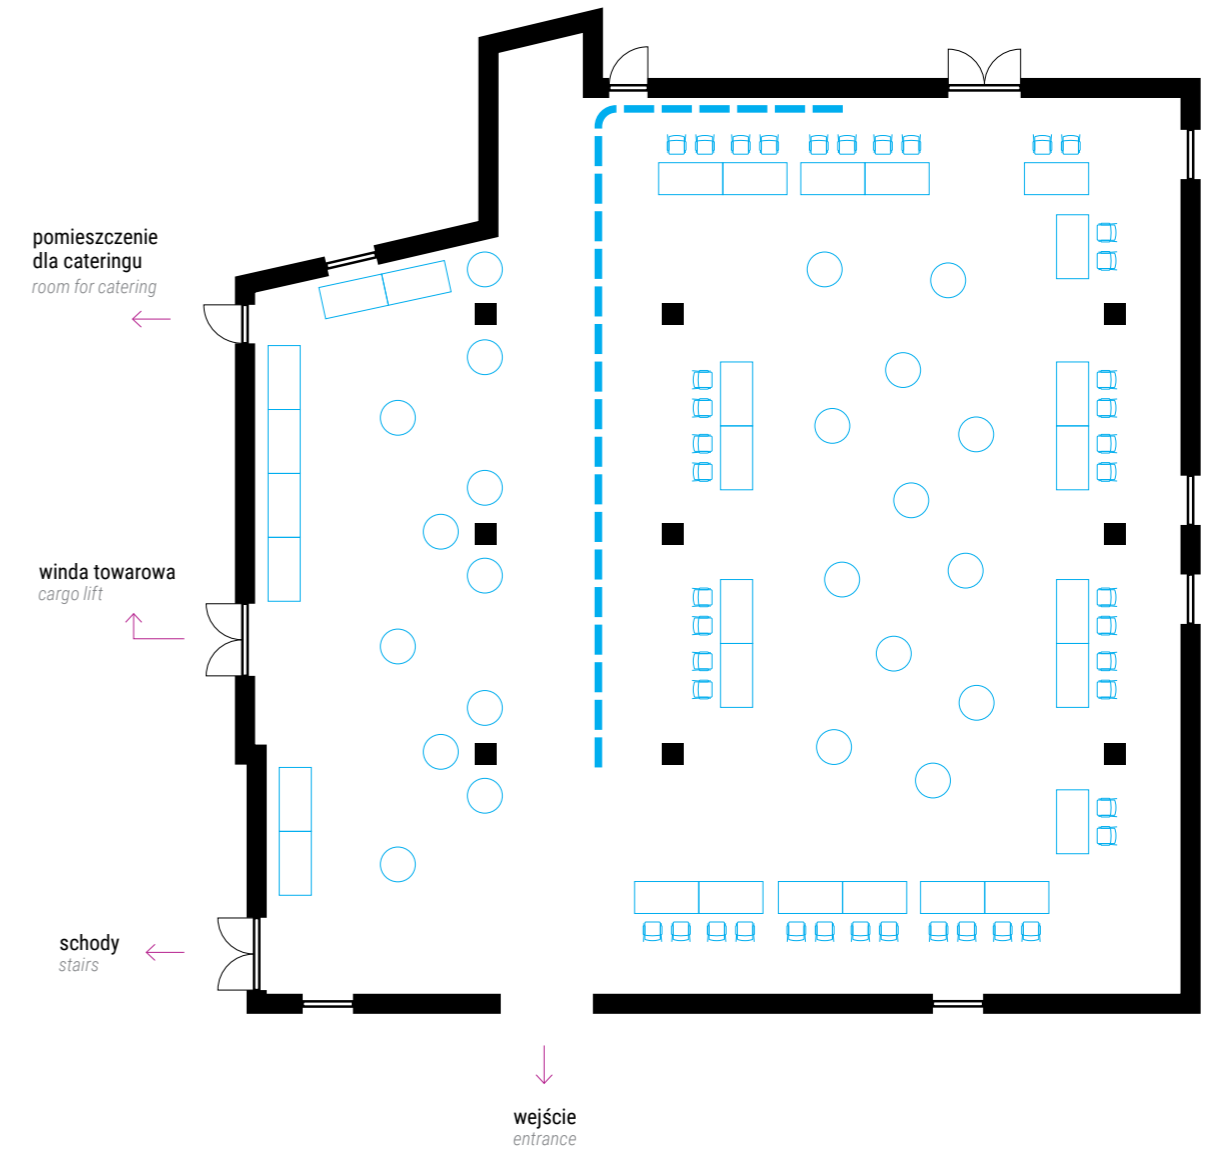 pomieszczenie
dla cateringu
room for catering
winda towarowa
cargo lift
schody
stairs
wejście
entrance